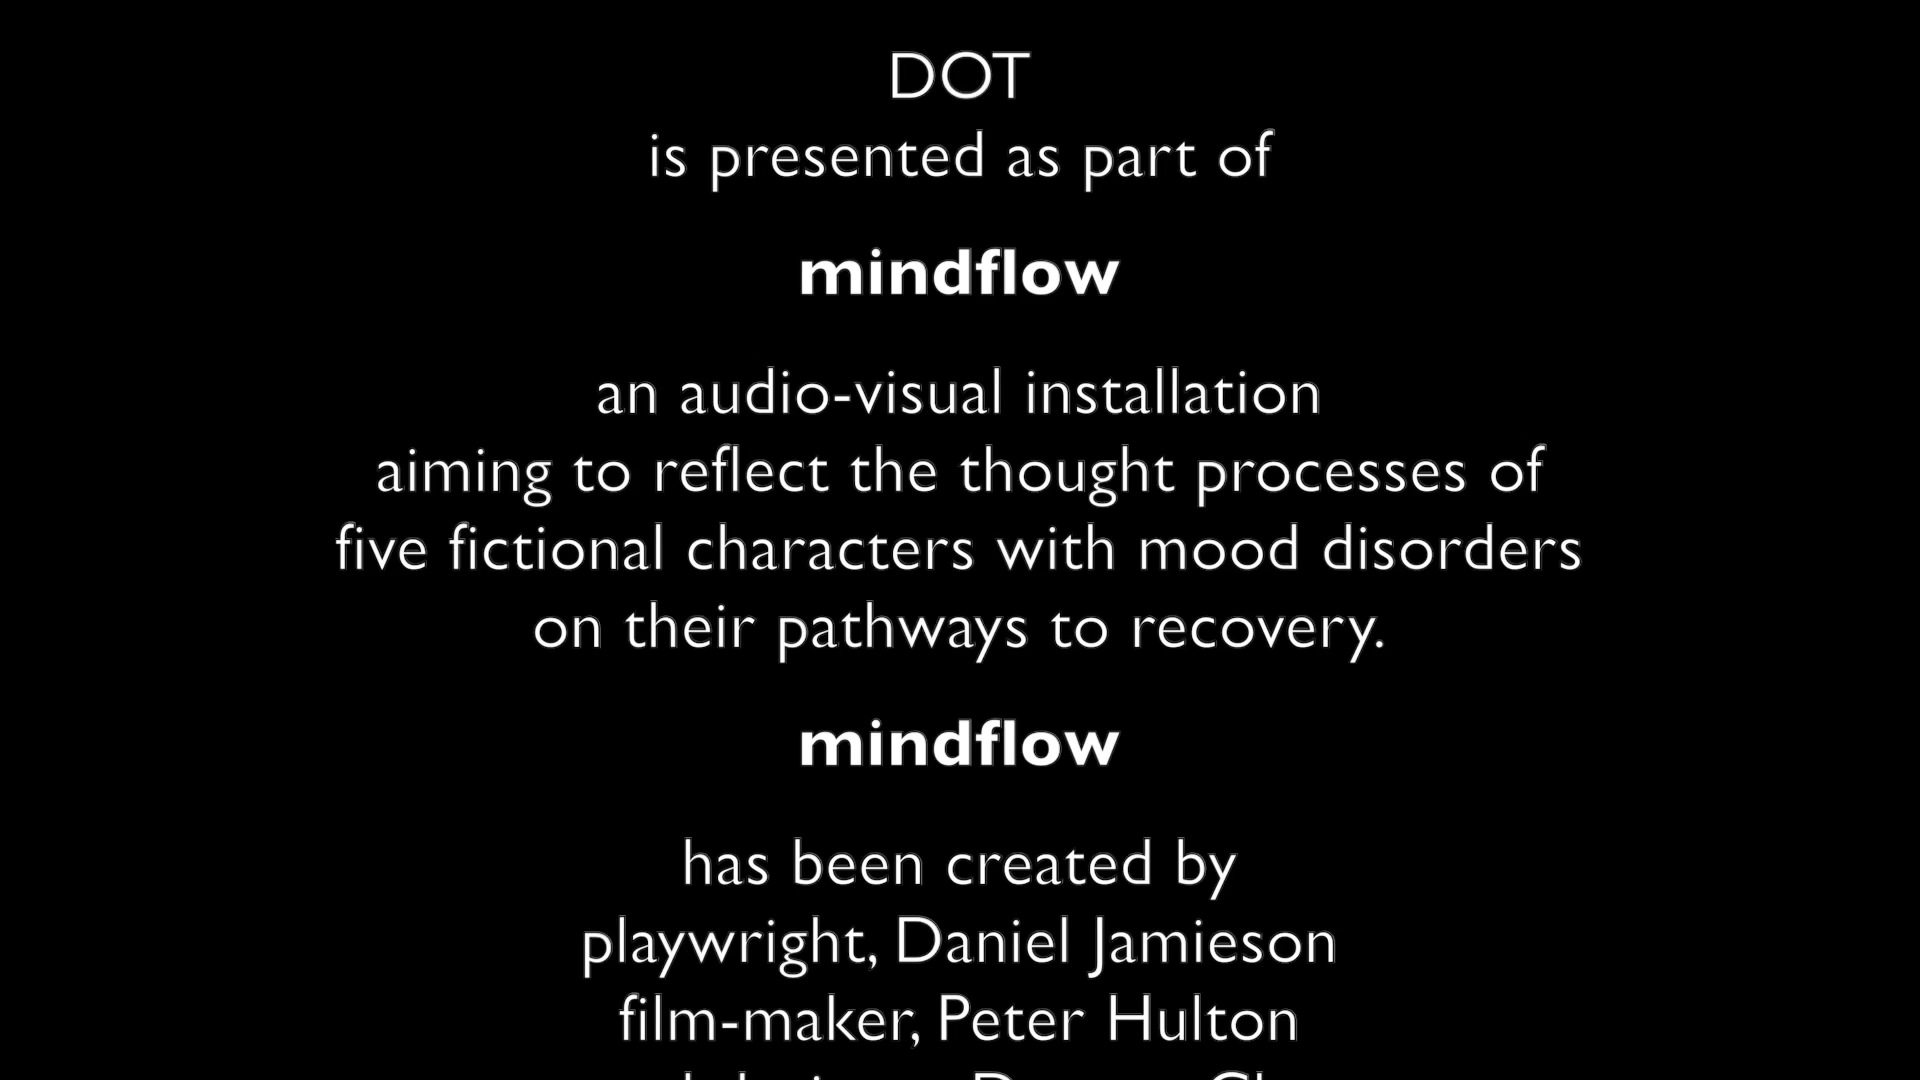 DOT
is presented as part of
mindflow
an audio-visual installation
aiming to reflect the thought processes of
five fictional characters with mood disorders
on their pathways to recovery.
mindflow
has been created by
playwright, Daniel Jamieson
film-maker, Peter Hulton